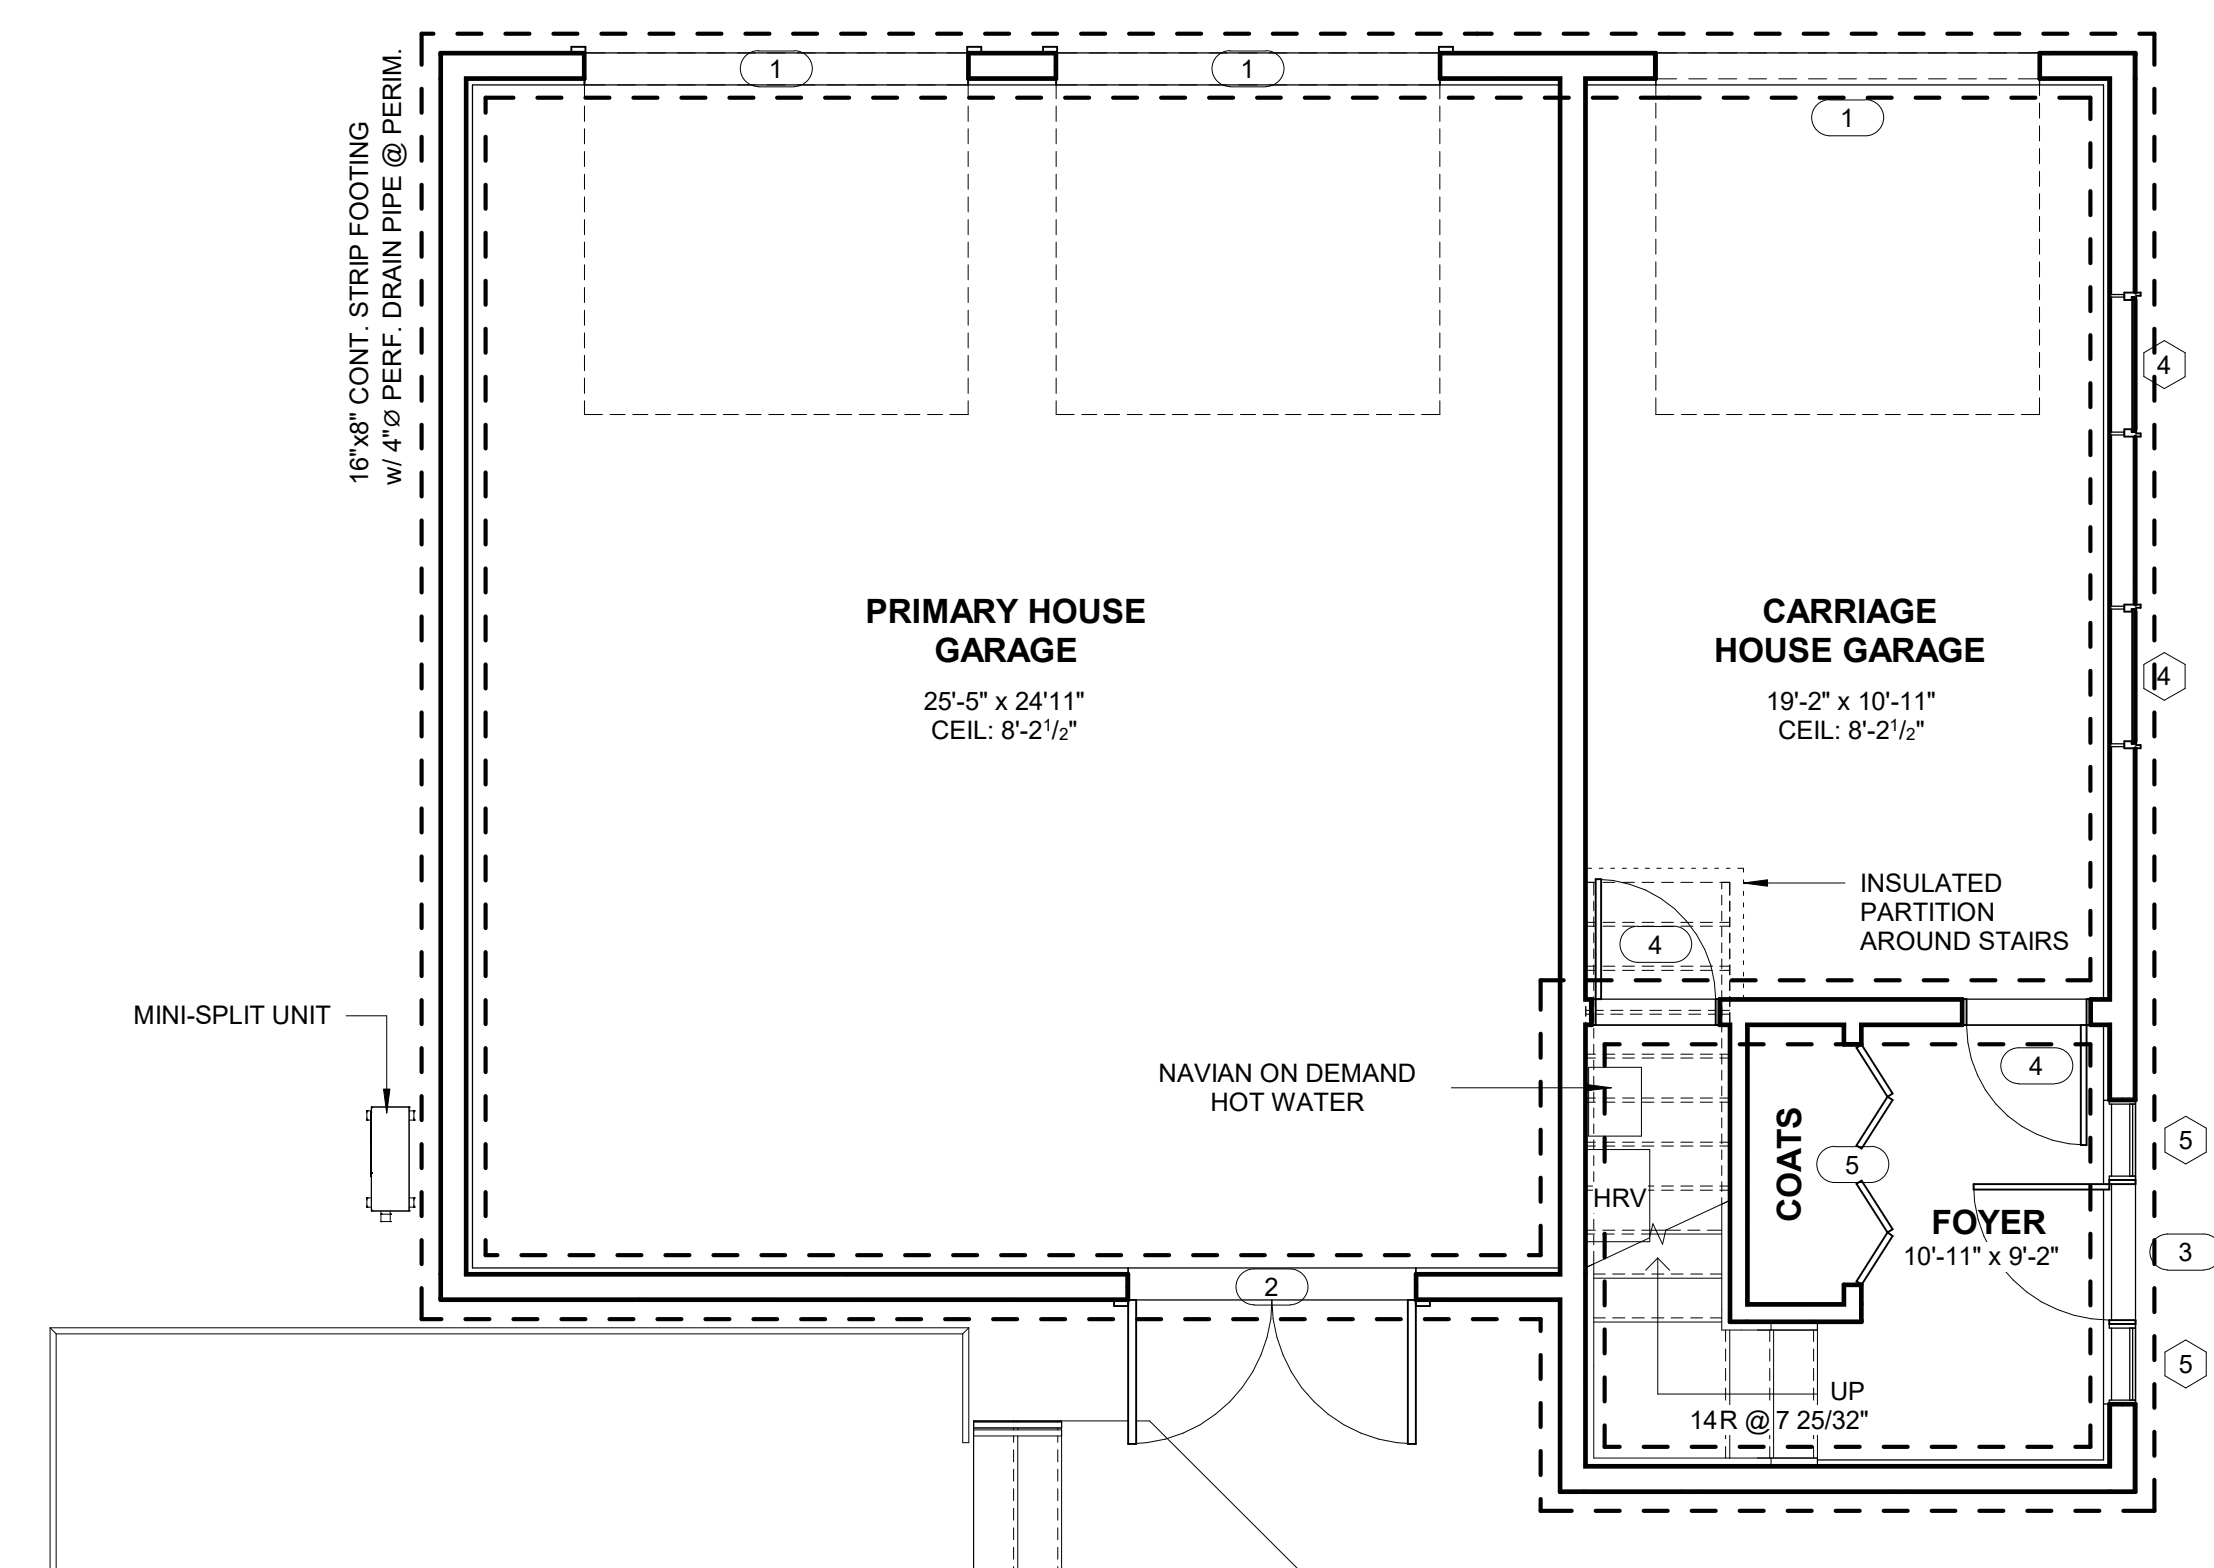 1
1
1
16"x8" CONT. STRIP FOOTING
w/ 4"Ø PERF. DRAIN PIPE @ PERIM.
4
PRIMARY HOUSE
GARAGE
25'-5" x 24'11"
CEIL: 8'-2 1/2"
CARRIAGE
HOUSE GARAGE
19'-2" x 10'-11"
CEIL: 8'-2 1/2"
4
INSULATED
PARTITION
AROUND STAIRS
4
MINI-SPLIT UNIT
NAVIAN ON DEMAND
HOT WATER
4
COATS
5
5
HRV
FOYER
10'-11" x 9'-2"
3
2
5
UP
14R @ 7 25/32"